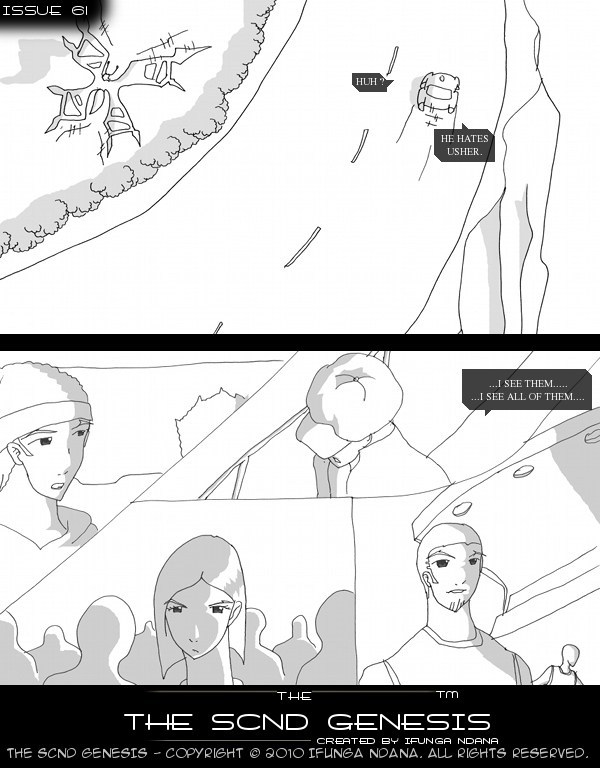 ISSUE 61
HUH ?
HE HATES
USHER.
...I SEE THEM.....
...I SEE ALL OF THEM....
THE TM
THE SCND GENESIS
CREATED BY IFUNGA NDANA
THE SCND GENESIS - COPYRIGHT © 2010 IFUNGA NDANA. ALL RIGHTS RESERVED.